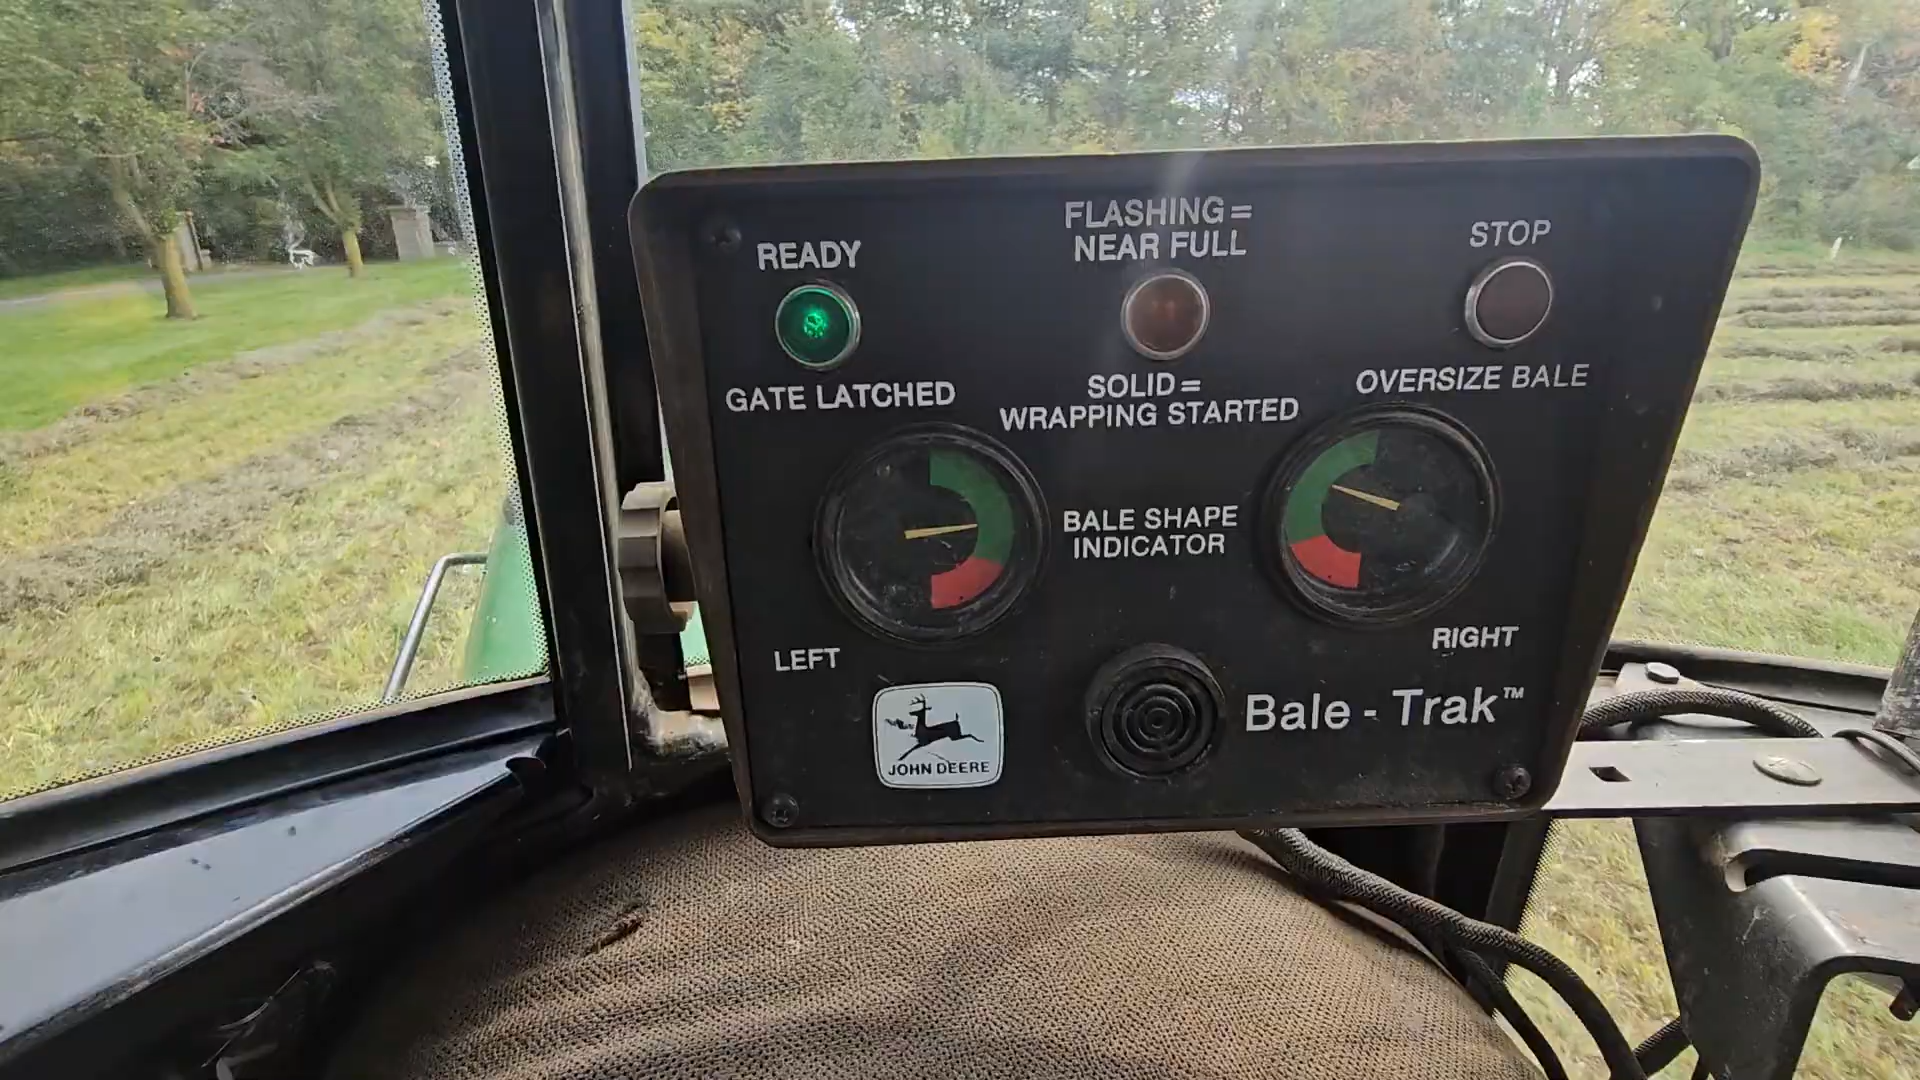 READY
GATE LATCHED
FLASHING =
NEAR FULL
SOLID =
WRAPPING STARTED
STOP
OVERSIZE BALE
BALE SHAPE
INDICATOR
LEFT
RIGHT
JOHN DEERE
Bale - Trak™